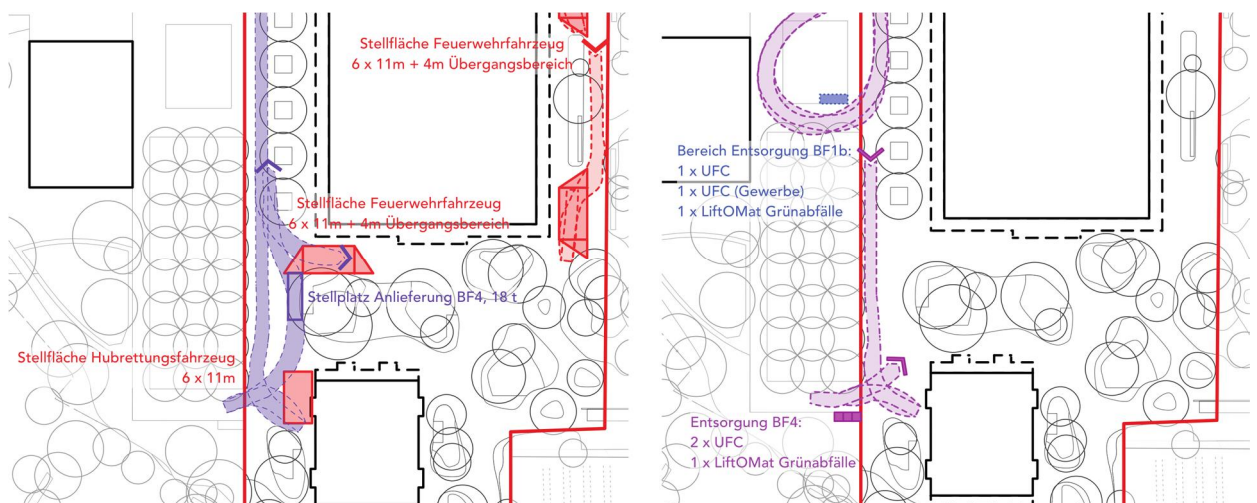 Stellfläche Feuerwehrfahrzeug
6 x 11m + 4m Übergangsbereich
Stellfläche Feuerwehrfahrzeug
6 x 11m + 4m Übergangsbereich
Stellplatz Anlieferung BF4, 18 t
Stellfläche Hubrettungsfahrzeug
6 x 11m
Bereich Entsorgung BF1b:
1 x UFC
1 x UFC (Gewerbe)
1 x LiftOMat Grünabfälle
Entsorgung BF4:
2 x UFC
1 x LiftOMat Grünabfälle